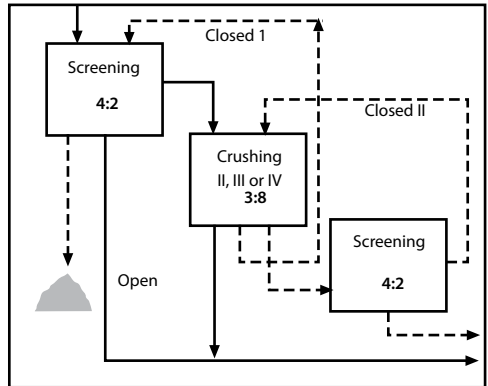 Closed 1
Screening
4:2
Closed II
Crushing
II, III or IV
3:8
Screening
4:2
Open